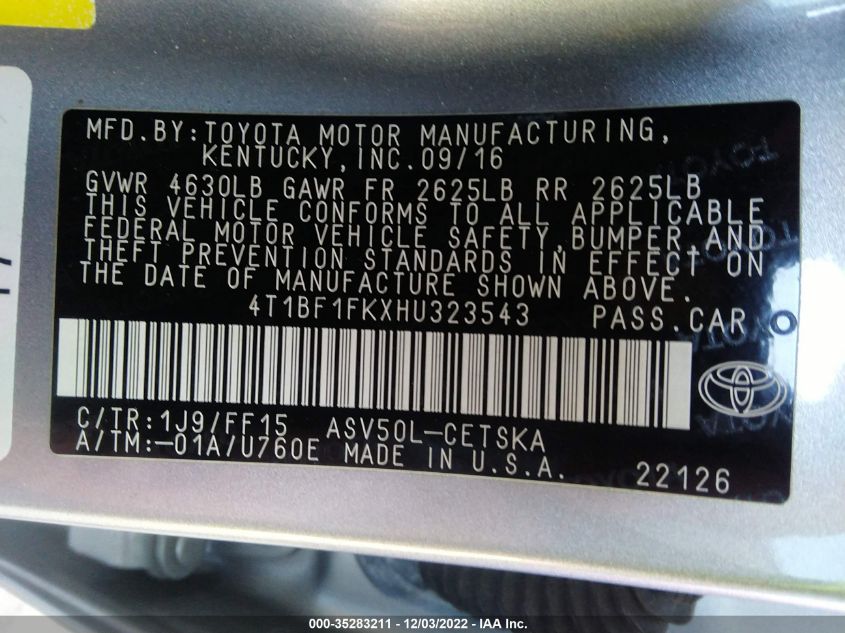 MFD.BY:TOYOTA MOTOR MANUFACTURING,
KENTUCKY,INC.09/16
GVWR 4630LB GAWR FR 2625LB RR 2625LB
THIS VEHICLE CONFORMS TO ALL APPLICABLE
FEDERAL MOTOR VEHICLE SAFETY,BUMPER,AND
THEFT PREVENTION STANDARDS IN EFFECT ON
THE DATE OF MANUFACTURE SHOWN ABOVE.
4T1BF1FKXHU323543 PASS.CAR
C/TR:1J9/FF15 ASV50L-CETSKA
A/TM:-01A/U760E MADE IN U.S.A.
22126
000-35283211 - 12/03/2022 - IAA Inc.